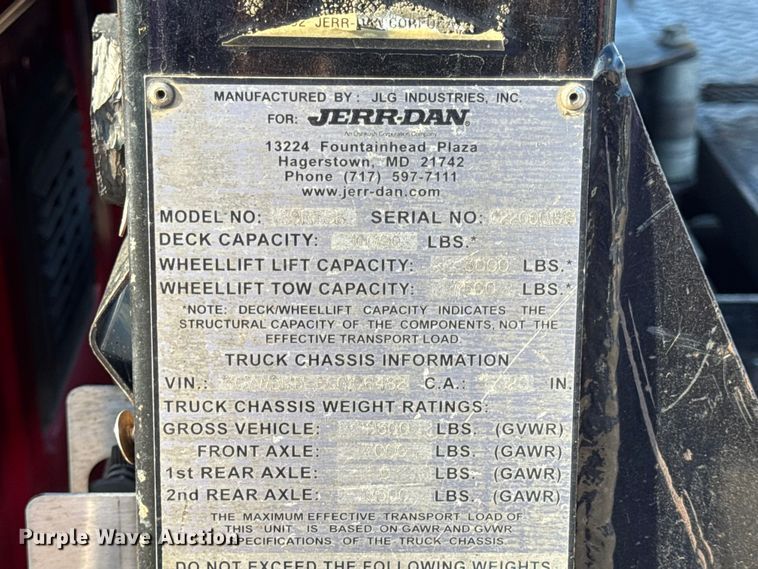 JERR-DAN CORPOR
MANUFACTURED BY: JLG INDUSTRIES, INC.
FOR: JERR-DAN®
An Oshkosh Corporation Company
13224 Fountainhead Plaza
Hagerstown, MD 21742
Phone (717) 597-7111
www.jerr-dan.com
MODEL NO: SERIAL NO:
DECK CAPACITY: LBS.*
WHEELLIFT LIFT CAPACITY: LBS.*
WHEELLIFT TOW CAPACITY: LBS.*
*NOTE: DECK/WHEELLIFT CAPACITY INDICATES THE
STRUCTURAL CAPACITY OF THE COMPONENTS, NOT THE
EFFECTIVE TRANSPORT LOAD.
TRUCK CHASSIS INFORMATION
VIN.: C.A.: IN.
TRUCK CHASSIS WEIGHT RATINGS:
GROSS VEHICLE: LBS. (GVWR)
FRONT AXLE: LBS. (GAWR)
1st REAR AXLE: LBS. (GAWR)
2nd REAR AXLE: LBS. (GAWR)
THE MAXIMUM EFFECTIVE TRANSPORT LOAD OF
THIS UNIT IS BASED ON GAWR AND GVWR
SPECIFICATIONS OF THE TRUCK CHASSIS
DO NOT EXCEED THE FOLLOWING WEIGHTS
Purple Wave Auction